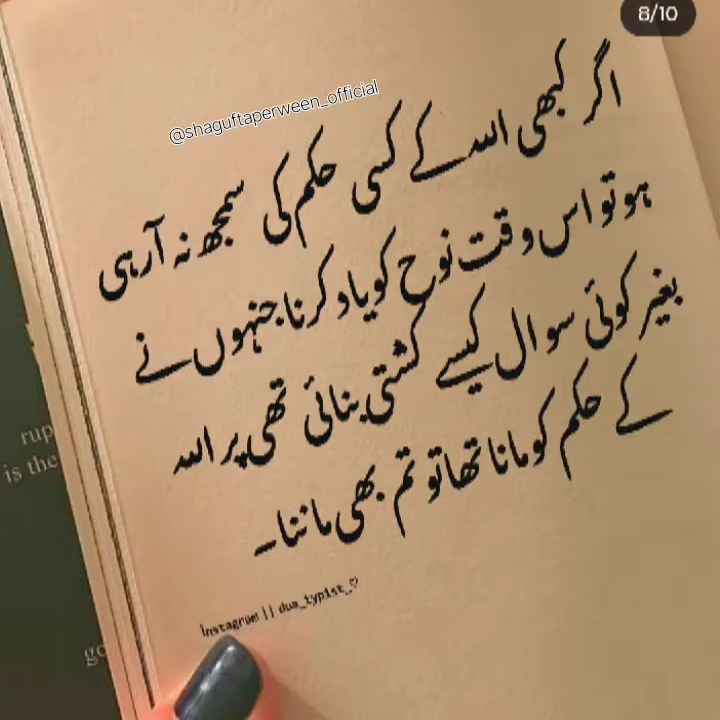 8/10
@shaguftaperween_official
اگر کبھی اللہ کے کسی حکم کی سمجھ نہ آرہی
ہو تو اس وقت نوح کو یاد کرنا جنہوں نے
بغیر کوئی سوال کیسے کشتی بنائی تھی پر اللہ
کے حکم کو مانا تھا تو تم بھی ماننا۔
instagram || dua_typist_♡
rup
is the
go